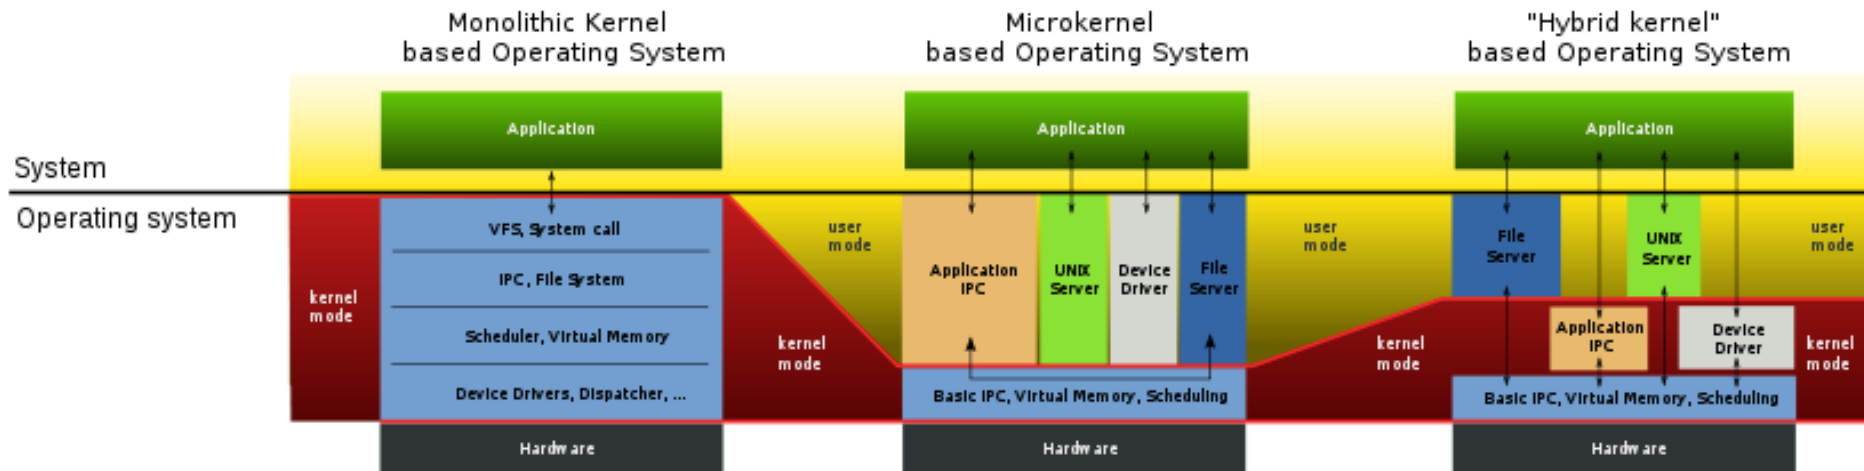 Monolithic Kernel
based Operating System
Microkernel
based Operating System
"Hybrid kernel"
based Operating System
System
Operating system
Application
VFS, System call
IPC, File System
Scheduler, Virtual Memory
Device Drivers, Dispatcher, ...
Hardware
kernel
mode
kernel
mode
user
mode
Application
Application
IPC
UNIX
Server
Device
Driver
File
Server
Basic IPC, Virtual Memory, Scheduling
Hardware
user
mode
kernel
mode
Application
File
Server
UNIX
Server
Application
IPC
Device
Driver
Basic IPC, Virtual Memory, Scheduling
Hardware
user
mode
kernel
mode